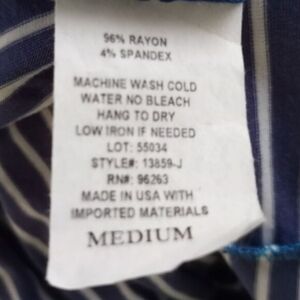 96% RAYON
4% SPANDEX
MACHINE WASH COLD
WATER NO BLEACH
HANG TO DRY
LOW IRON IF NEEDED
LOT: 55034
STYLE#: 13859-J
RN#: 96263
MADE IN USA WITH
IMPORTED MATERIALS
MEDIUM